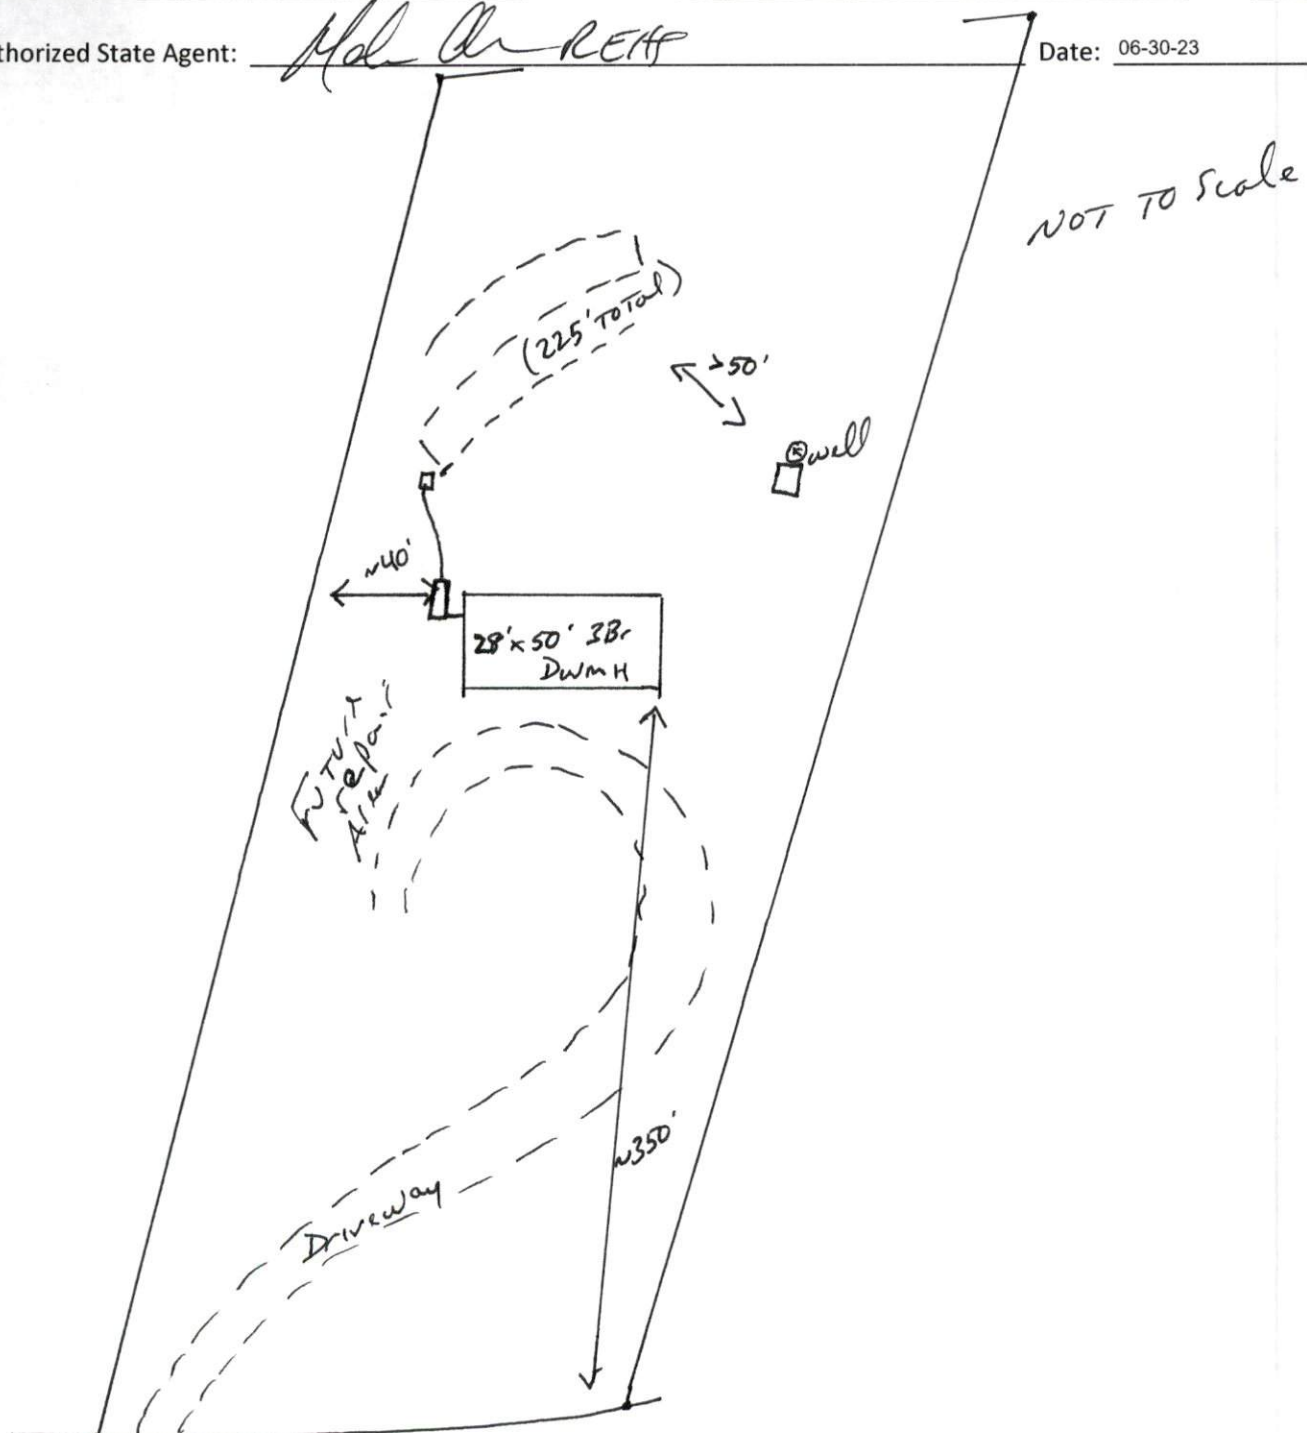 thorized State Agent: REHS Date: 06-30-23
NOT TO Scale
(225' TOTAL)
>50'
well
~40'
28' x 50' 3Br
DWMH
FUTURE
repair
Area
~350'
Driveway